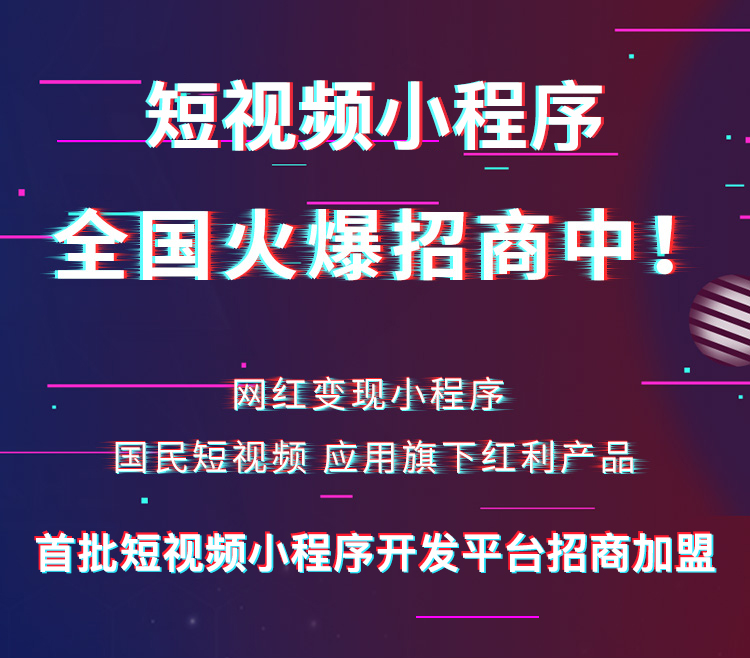 短视频小程序
全国火爆招商中!
网红变现小程序
国民短视频 应用旗下红利产品
首批短视频小程序开发平台招商加盟